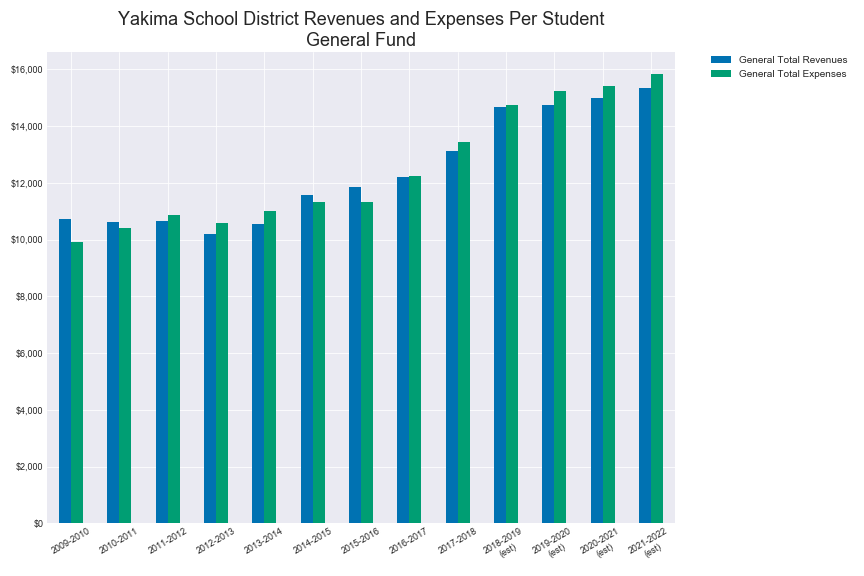 Yakima School District Revenues and Expenses Per Student
General Fund
General Total Revenues
General Total Expenses
$16,000
$14,000
$12,000
$10,000
$8,000
$6,000
$4,000
$2,000
$0
2009-2010
2010-2011
2011-2012
2012-2013
2013-2014
2014-2015
2015-2016
2016-2017
2017-2018
2018-2019
(est)
2019-2020
(est)
2020-2021
(est)
2021-2022
(est)